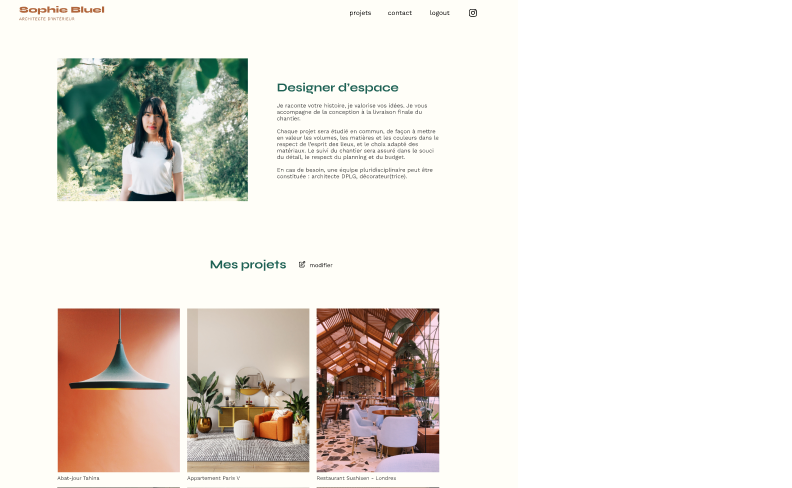 Sophie Bluel
ARCHITECTE D'INTÉRIEUR
projets
contact
logout
Designer d'espace
Je raconte votre histoire, je valorise vos idées. Je vous
accompagne de la conception à la livraison finale du
chantier.
Chaque projet sera étudié en commun, de façon à mettre
en valeur les volumes, les matières et les couleurs dans le
respect de l'esprit des lieux, et le choix adapté des
matériaux. Le suivi du chantier sera assuré dans le souci
du détail, le respect du planning et du budget.
En cas de besoin, une équipe pluridisciplinaire peut être
constituée : architecte DPLG, décorateur(trice).
Mes projets
modifier
Abat-jour Tahina
Appartement Paris V
Restaurant Sushisen - Londres